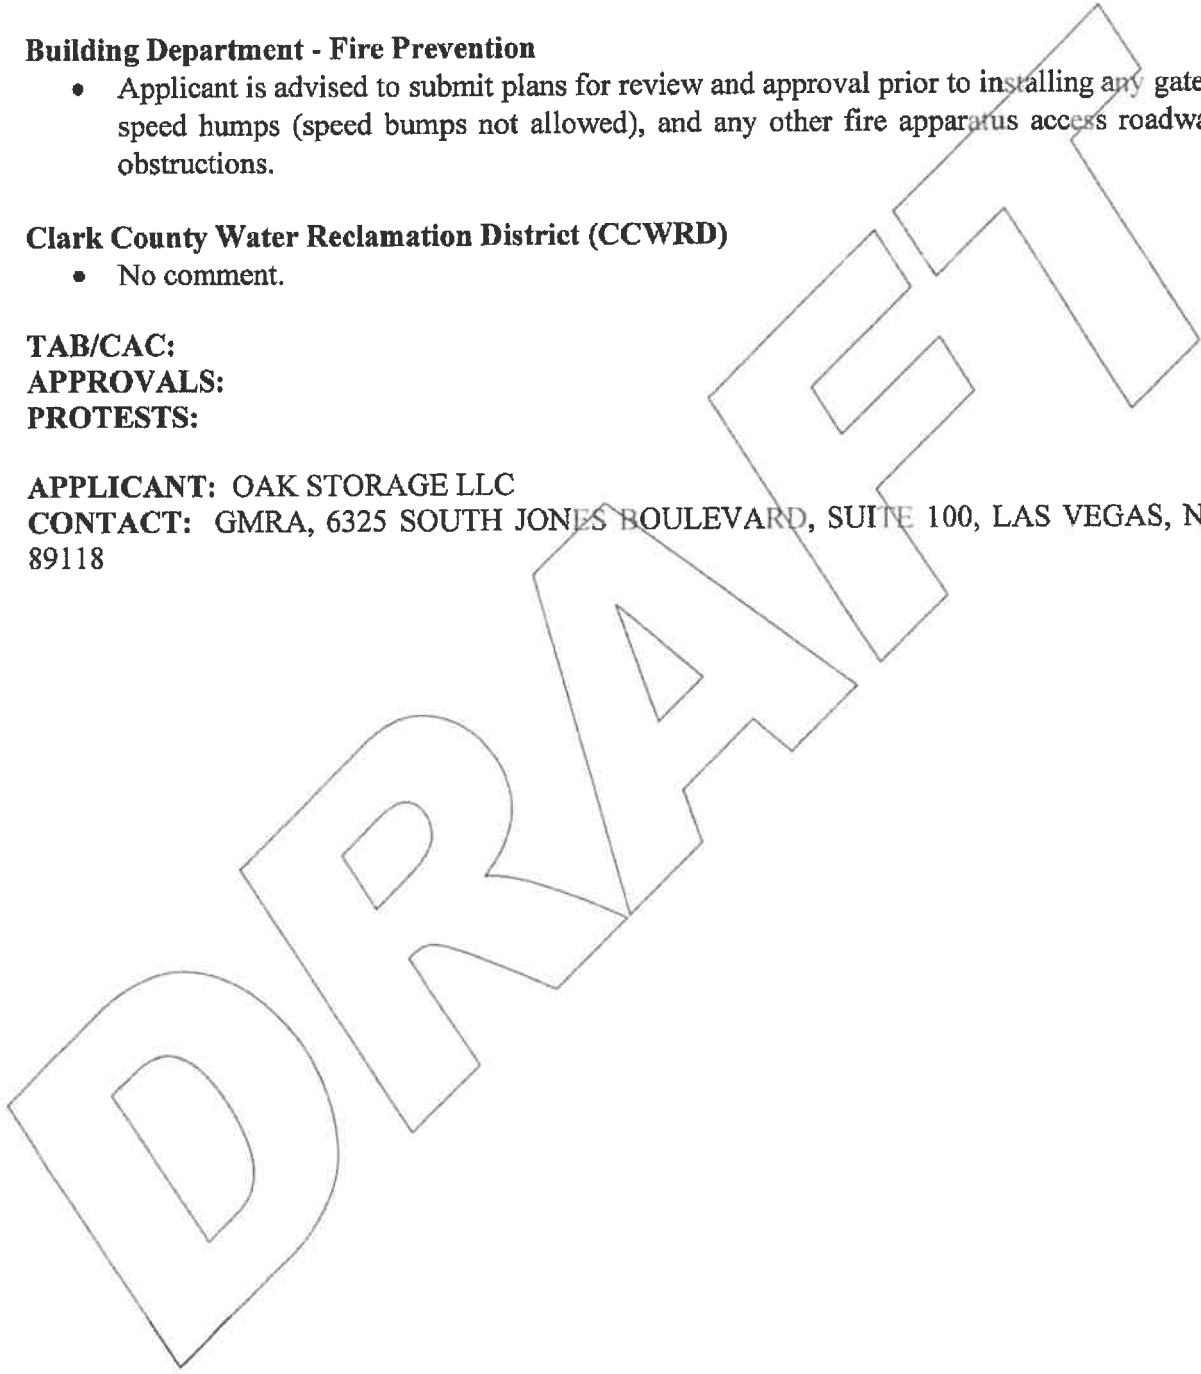 Building Department - Fire Prevention
• Applicant is advised to submit plans for review and approval prior to installing any gate
speed humps (speed bumps not allowed), and any other fire apparatus access roadwa
obstructions.
Clark County Water Reclamation District (CCWRD)
• No comment.
TAB/CAC:
APPROVALS:
PROTESTS:
APPLICANT: OAK STORAGE LLC
CONTACT: GMRA, 6325 SOUTH JONES BOULEVARD, SUITE 100, LAS VEGAS, N
89118
DRAFT